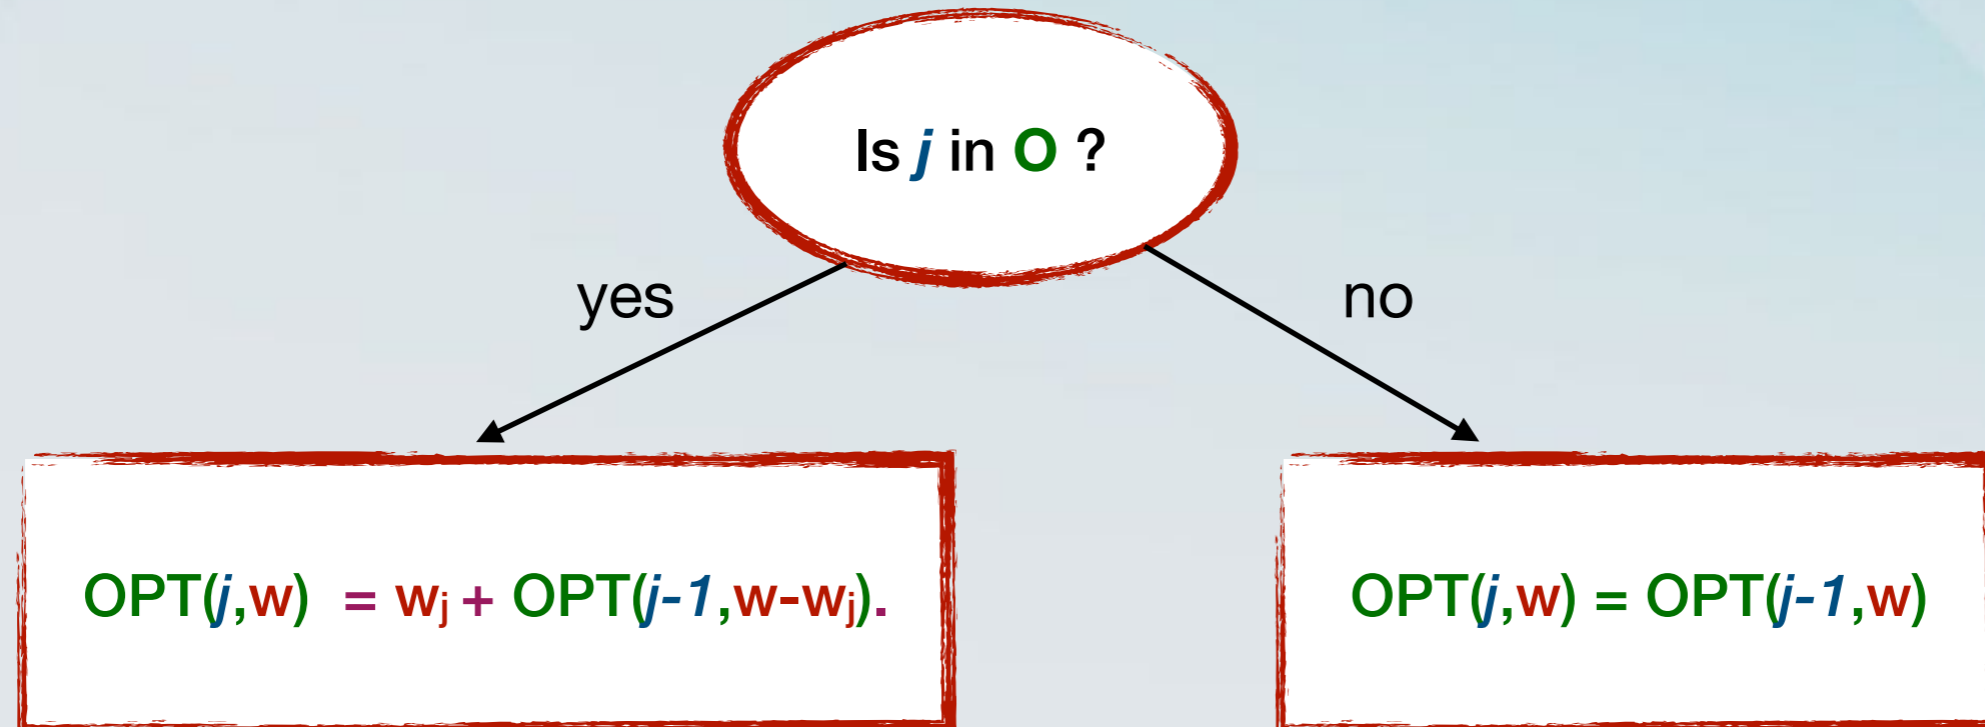 Is j in O ?
yes
no
OPT(j,w) = wj + OPT(j-1,w-wj).
OPT(j,w) = OPT(j-1,w)